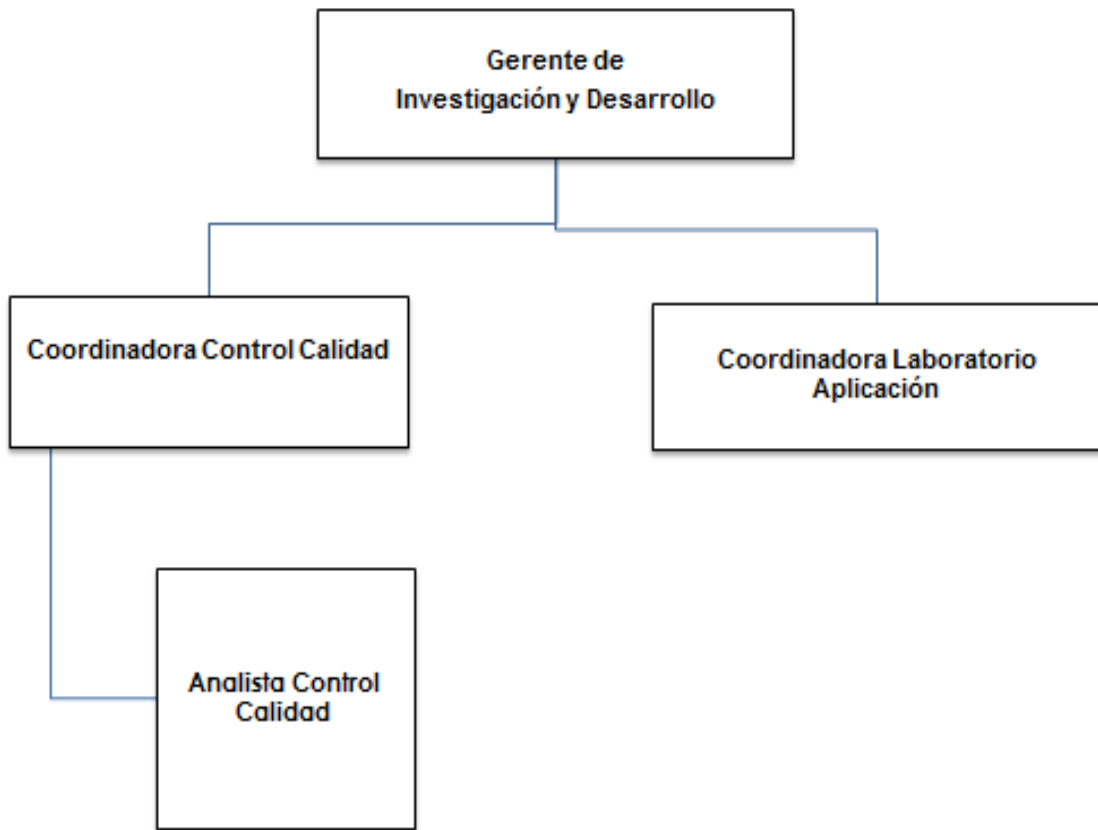 Gerente de
Investigación y Desarrollo
Coordinadora Control Calidad
Coordinadora Laboratorio
Aplicación
Analista Control
Calidad